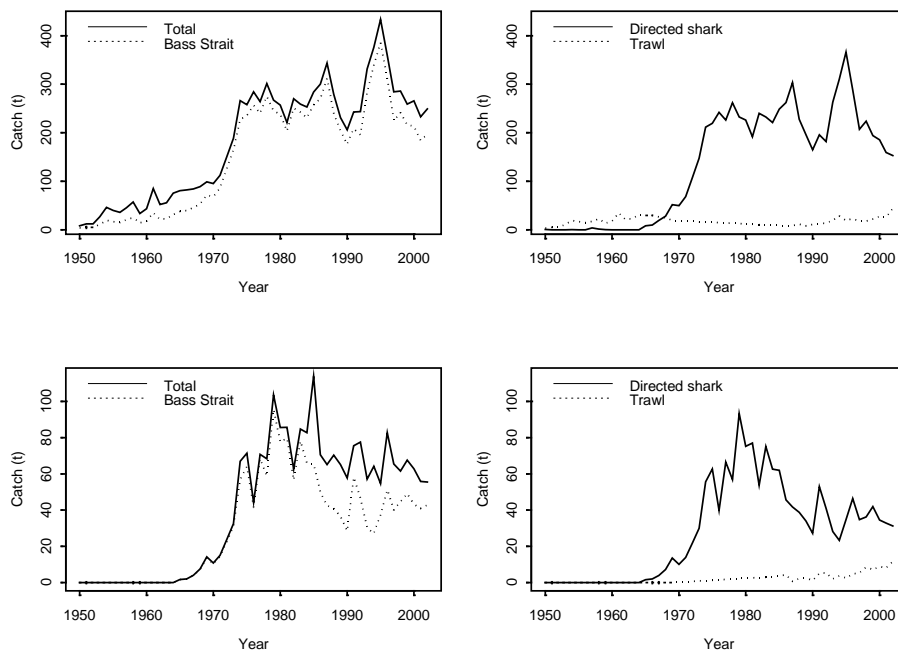 Total
Bass Strait
Catch (t)
0 100 200 300 400
1950 1960 1970 1980 1990 2000
Year
Directed shark
Trawl
Catch (t)
0 100 200 300 400
1950 1960 1970 1980 1990 2000
Year
Total
Bass Strait
Catch (t)
0 20 40 60 80 100
1950 1960 1970 1980 1990 2000
Year
Directed shark
Trawl
Catch (t)
0 20 40 60 80 100
1950 1960 1970 1980 1990 2000
Year